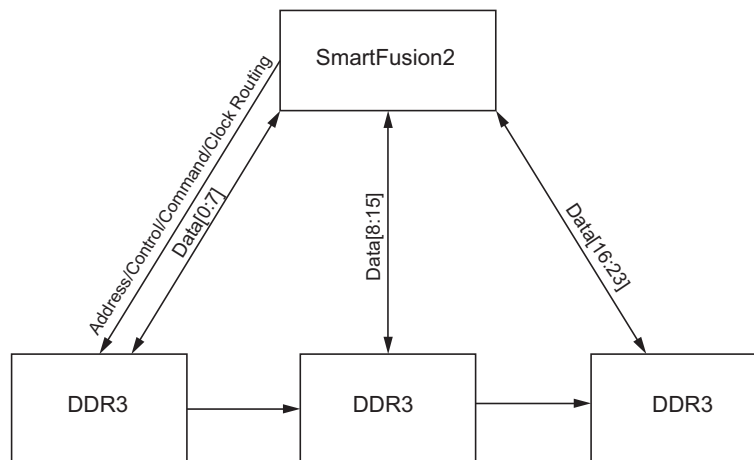 SmartFusion2
Address/Control/Command/Clock Routing
Data[0:7]
Data[8:15]
Data[16:23]
DDR3
DDR3
DDR3